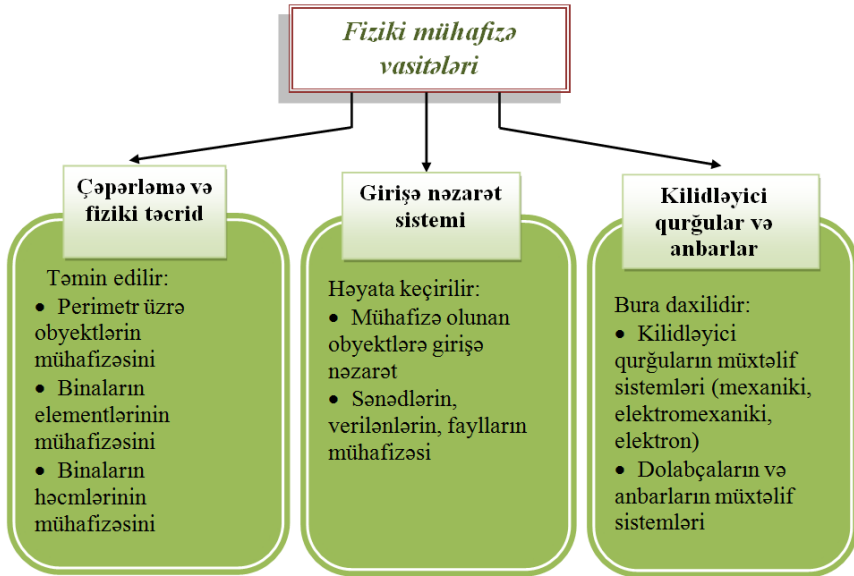 Fiziki mühafizə
vasitələri
Çəpərləmə və
fiziki təcrid
Təmin edilir:
• Perimetr üzrə
obyektlərin
mühafizəsini
• Binaların
elementlərinin
mühafizəsini
• Binaların
həcmlərinin
mühafizəsini
Girişə nəzarət
sistemi
Həyata keçirilir:
• Mühafizə olunan
obyektlərə girişə
nəzarət
• Sənədlərin,
verilənlərin, faylların
mühafizəsi
Kilidləyici
qurğular və
anbarlar
Bura daxilidir:
• Kilidləyici
qurğuların müxtəlif
sistemləri (mexaniki,
elektromexaniki,
elektron)
• Dolabçaların və
anbarların müxtəlif
sistemləri